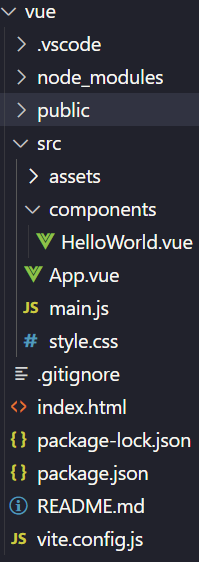 vue
.vscode
node_modules
public
src
assets
components
HelloWorld.vue
App.vue
JS main.js
# style.css
.gitignore
<> index.html
{} package-lock.json
{} package.json
README.md
JS vite.config.js